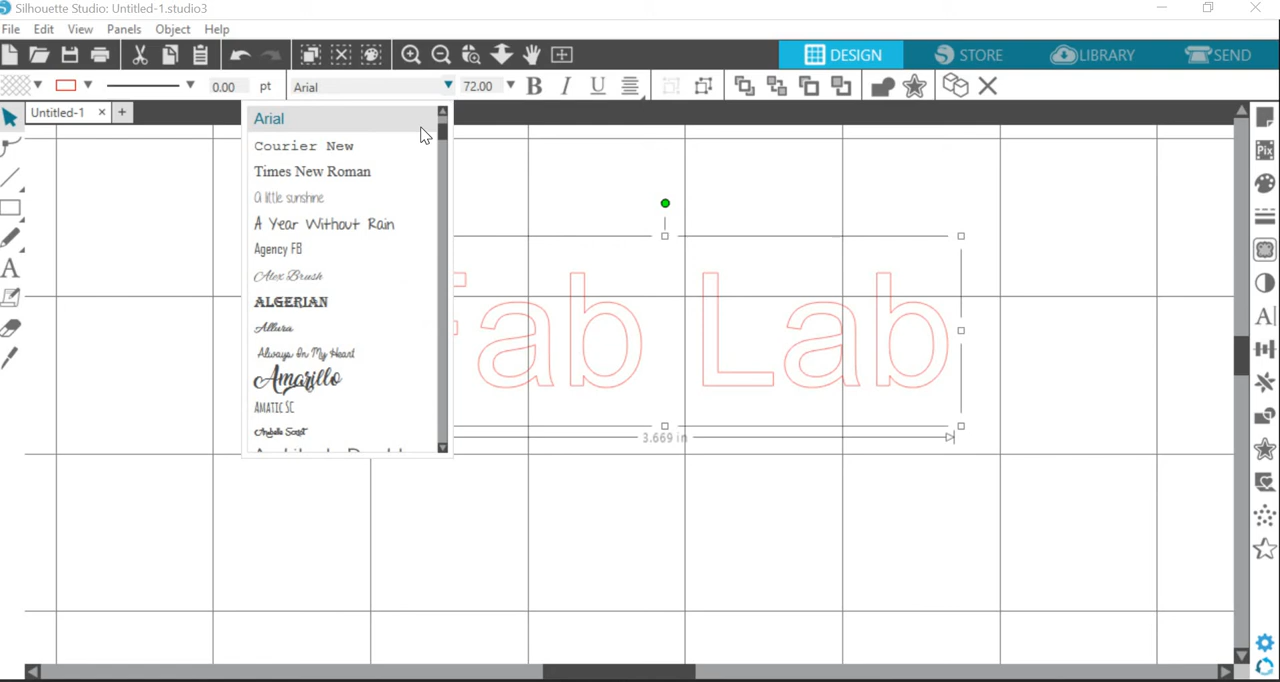 Silhouette Studio: Untitled-1.studio3
File Edit View Panels Object Help
DESIGN STORE LIBRARY SEND
0.00 pt Arial 72.00 B I U
Untitled-1 × +
Arial
Courier New
Times New Roman
A little sunshine
A Year Without Rain
Agency FB
Alex Brush
ALGERIAN
Allura
Always In My Heart
Amarillo
AMATIC SC
Arabella Script
Fab Lab
3.669 in